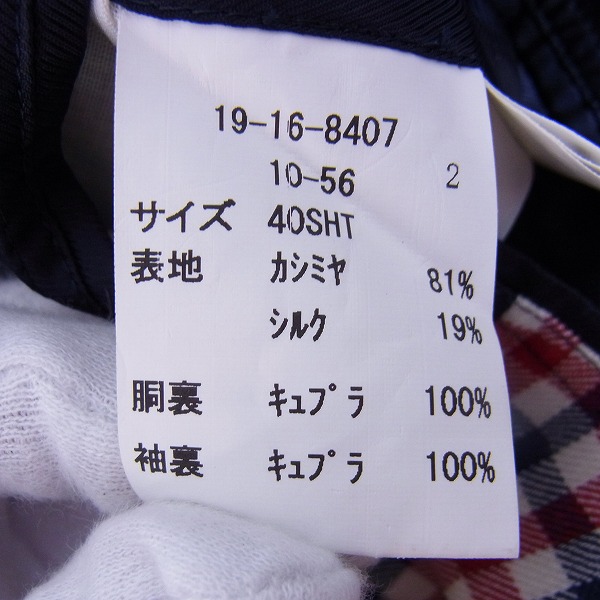 19-16-8407
10-56 2
サイズ 40SHT
表地 カシミヤ 81%
シルク 19%
胴裏 キュプラ 100%
袖裏 キュプラ 100%